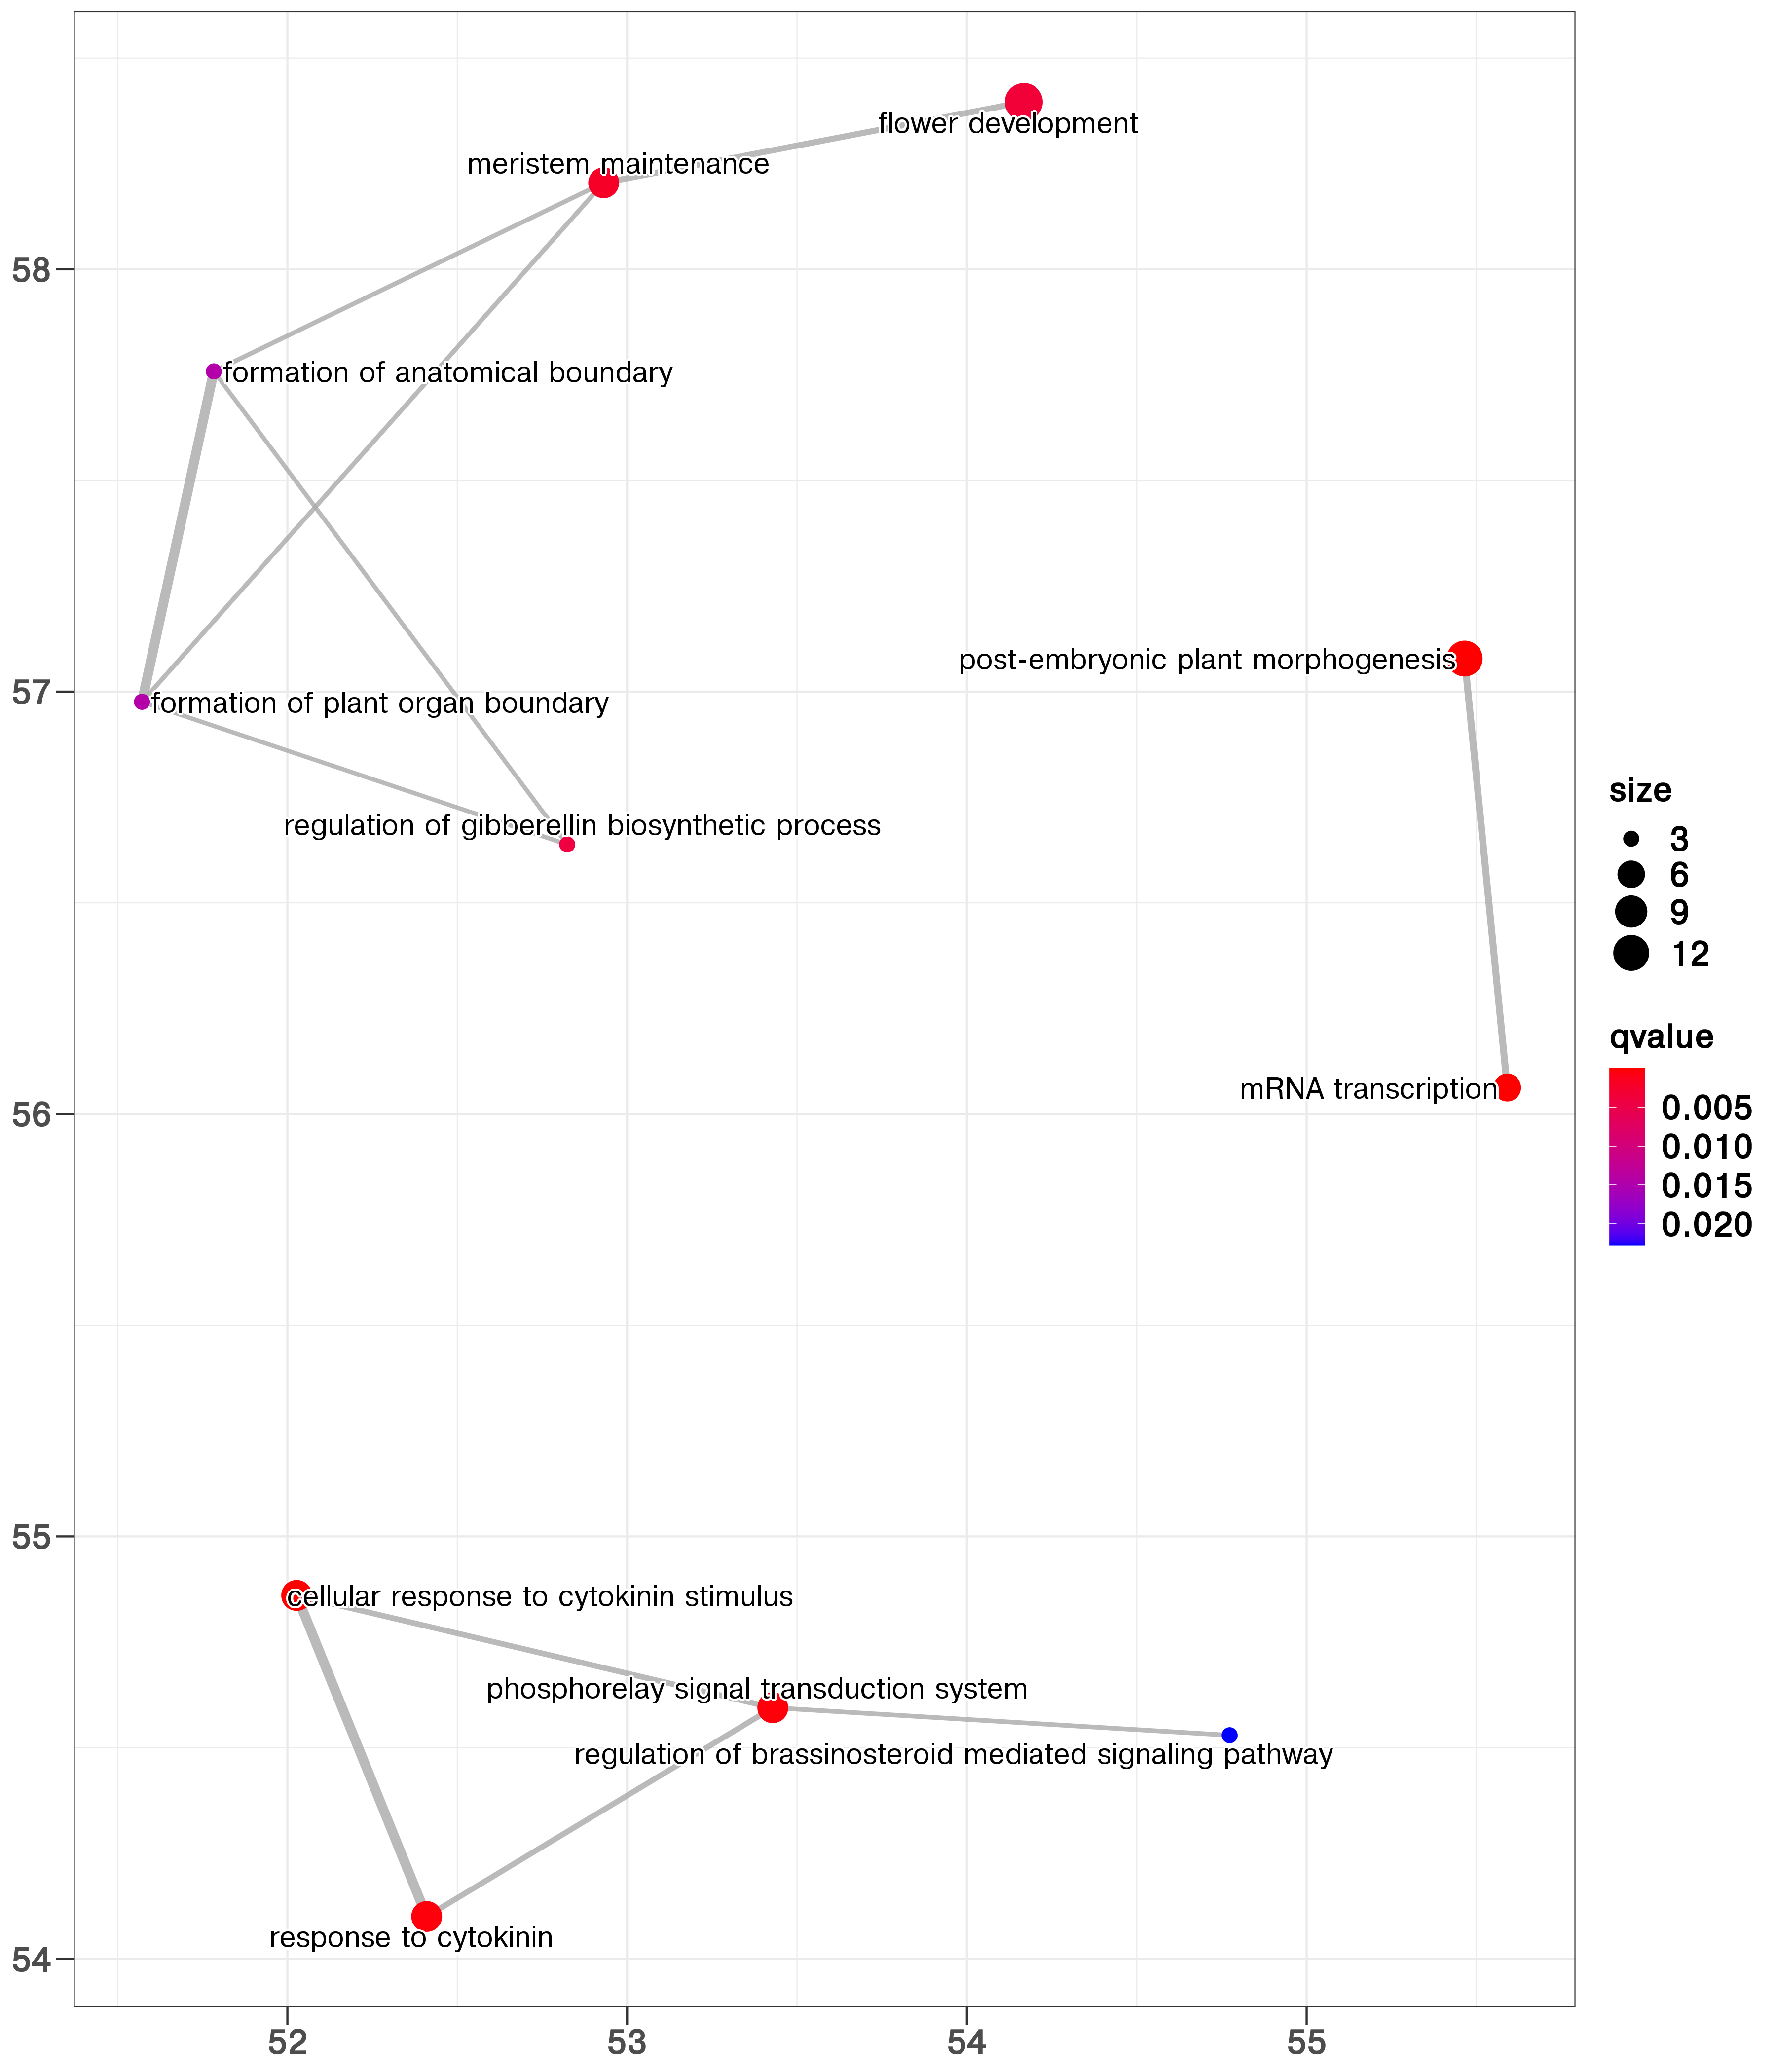 flower development
meristem maintenance
58
formation of anatomical boundary
post-embryonic plant morphogenesis
57
formation of plant organ boundary
regulation of gibberellin biosynthetic process
mRNA transcription
56
55
cellular response to cytokinin stimulus
phosphorelay signal transduction system
regulation of brassinosteroid mediated signaling pathway
response to cytokinin
54
52
53
54
55
size
3
6
9
12
qvalue
0.005
0.010
0.015
0.020